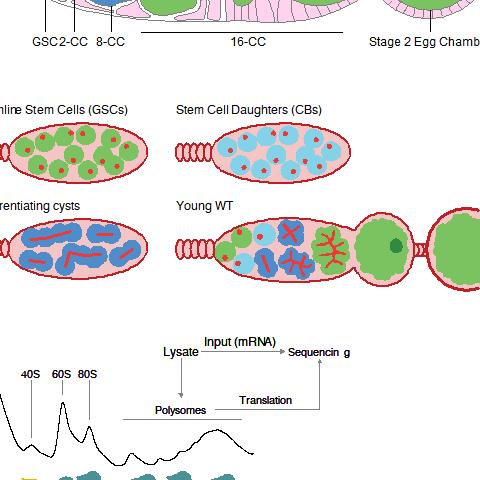 GSC 2-CC 8-CC 16-CC Stage 2 Egg Chamb
nline Stem Cells (GSCs) Stem Cell Daughters (CBs)
rentiating cysts Young WT
Input (mRNA)
Lysate Sequencin g
40S 60S 80S
Translation
Polysomes